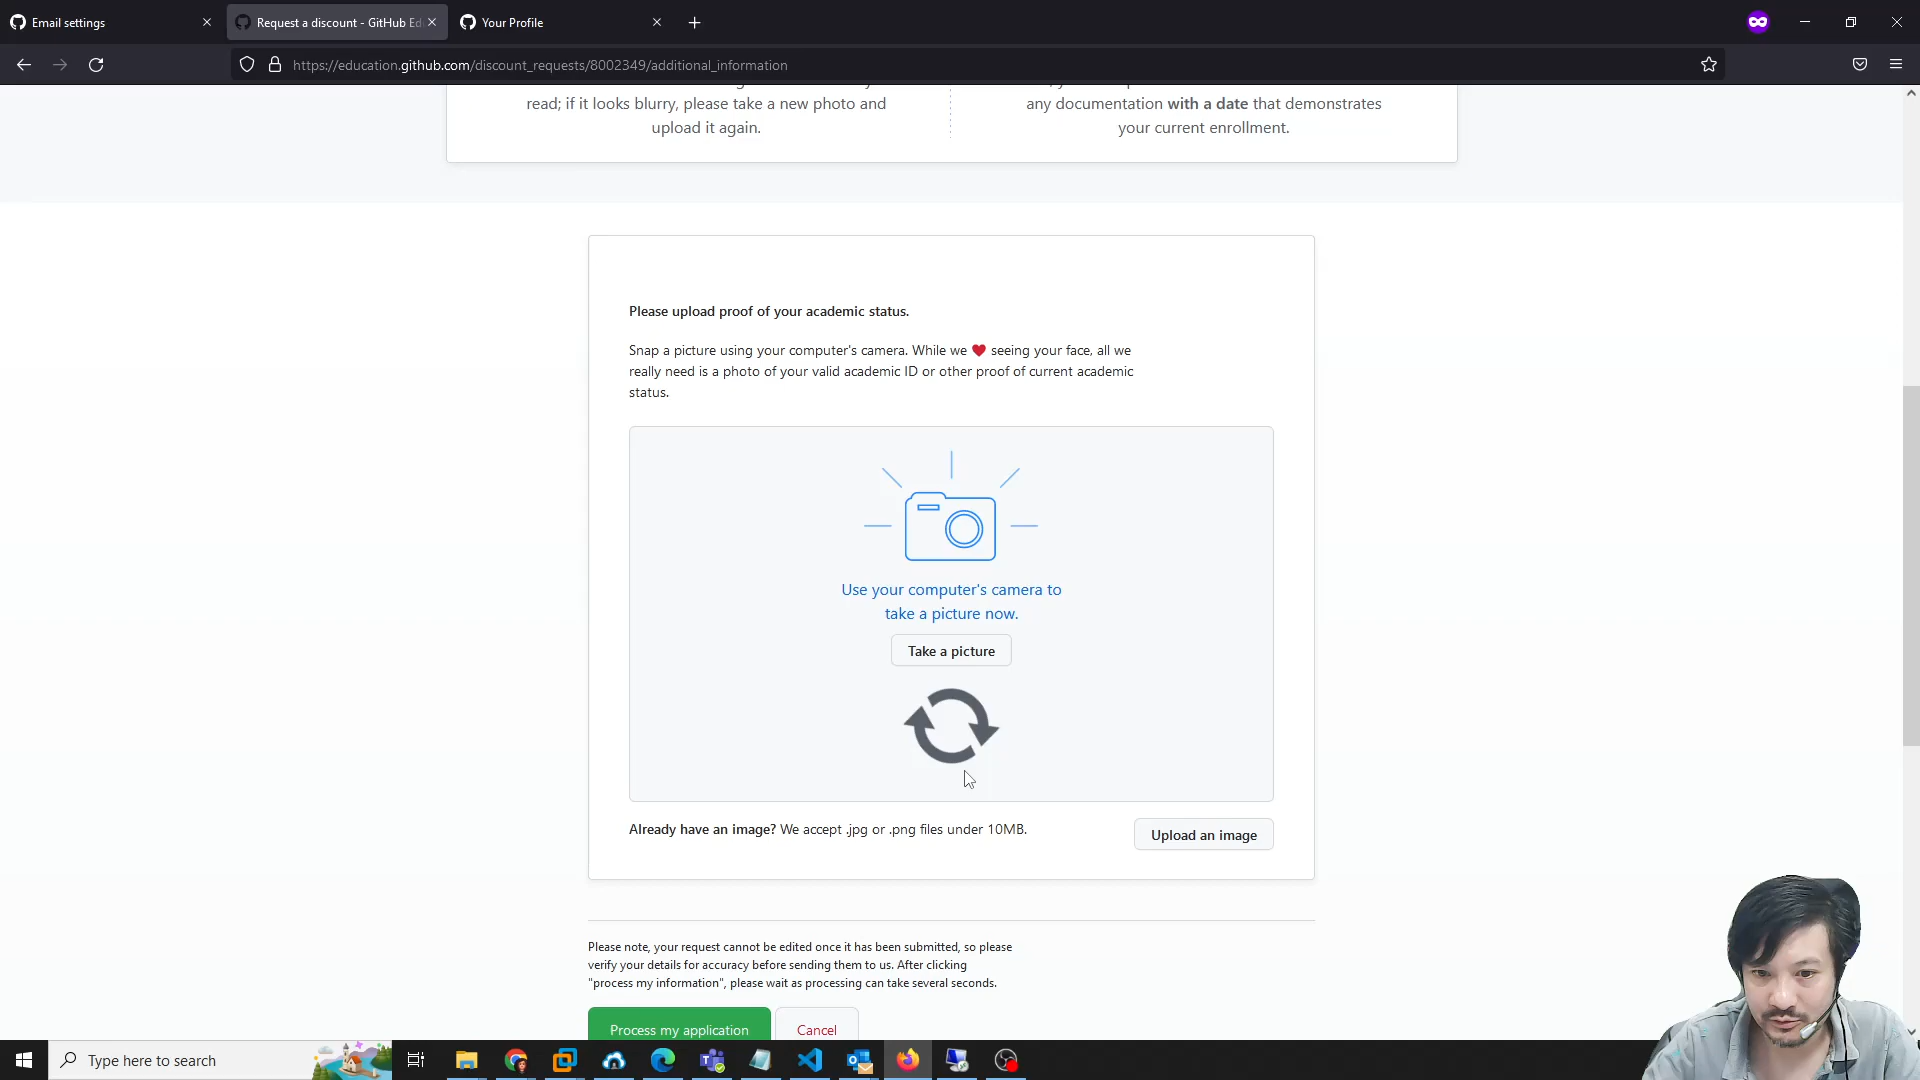 Email settings
Request a discount - GitHub Ed
Your Profile
https://education.github.com/discount_requests/8002349/additional_information
read; if it looks blurry, please take a new photo and
upload it again.
any documentation with a date that demonstrates
your current enrollment.
Please upload proof of your academic status.
Snap a picture using your computer's camera. While we ❤ seeing your face, all we
really need is a photo of your valid academic ID or other proof of current academic
status.
Use your computer's camera to
take a picture now.
Take a picture
Already have an image? We accept .jpg or .png files under 10MB.
Upload an image
Please note, your request cannot be edited once it has been submitted, so please
verify your details for accuracy before sending them to us. After clicking
"process my information", please wait as processing can take several seconds.
Process my application
Cancel
Type here to search